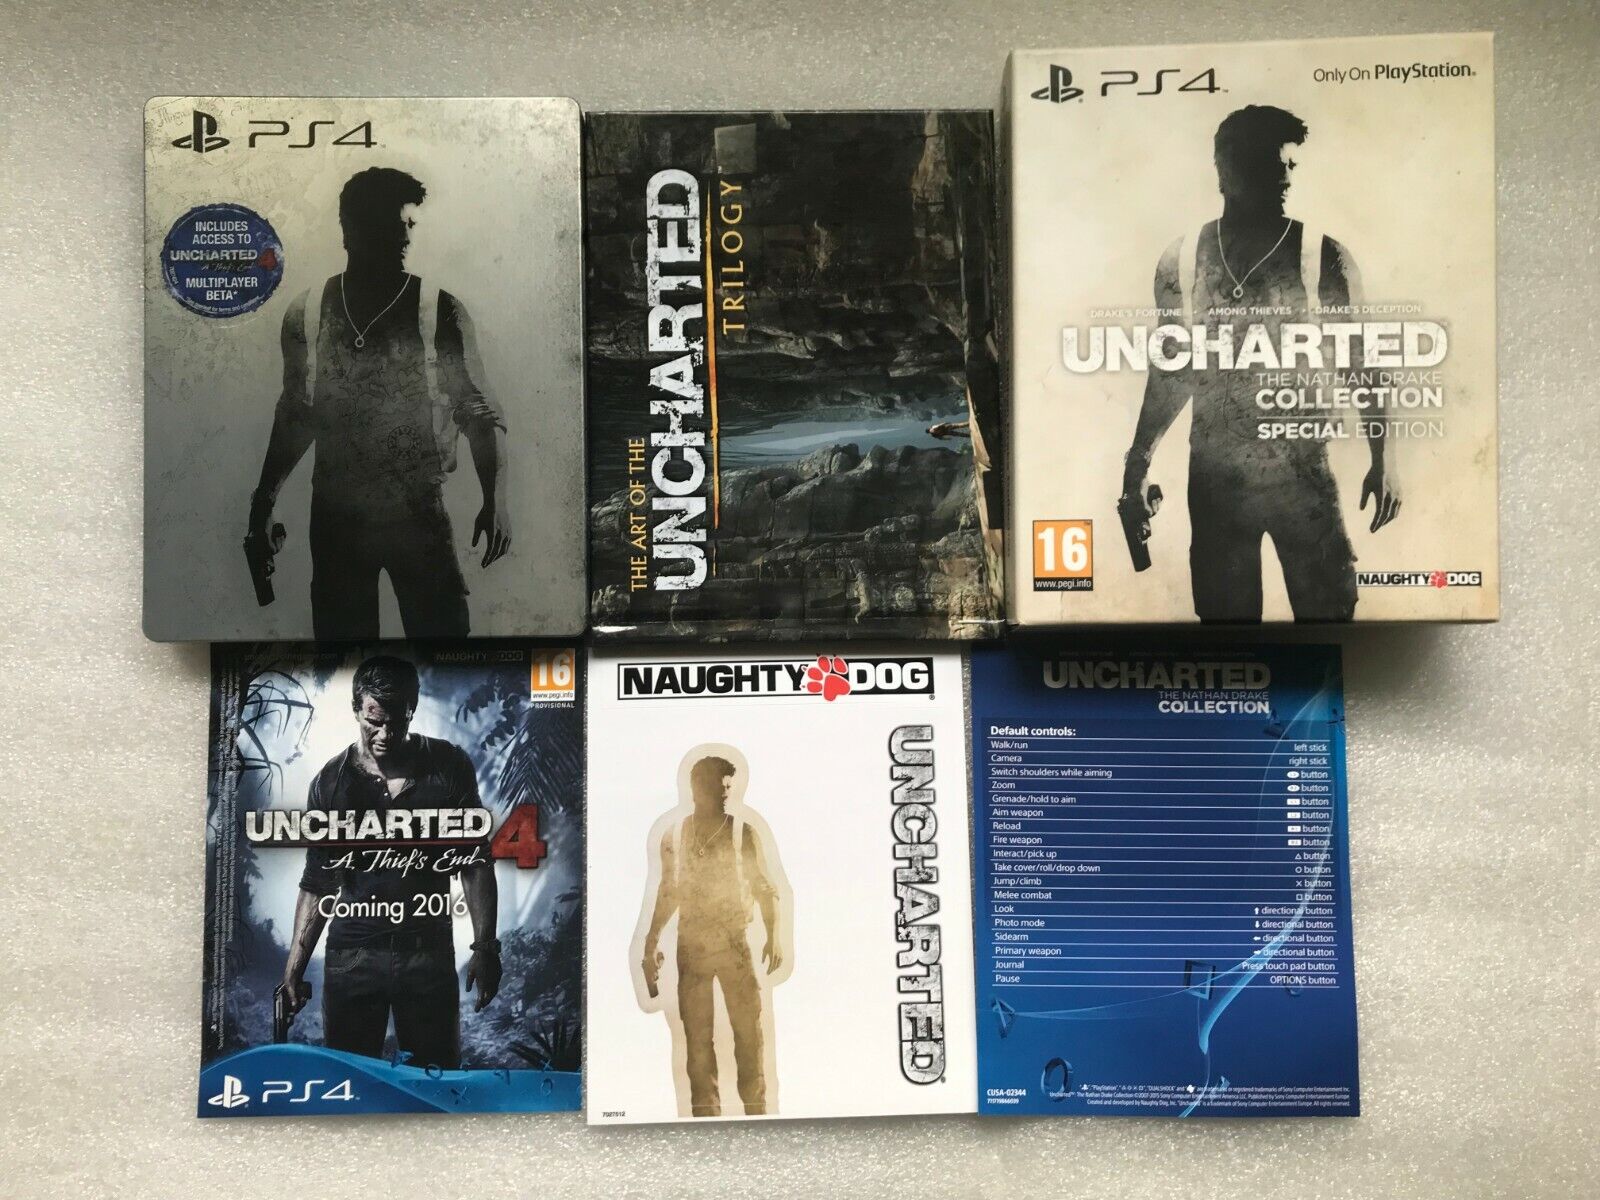 PS4
INCLUDES
ACCESS TO
UNCHARTED 4
A Thief's End
MULTIPLAYER
BETA*
THE ART OF THE
UNCHARTED
TRILOGY
PS4
Only On PlayStation®
DRAKE'S FORTUNE • AMONG THIEVES • DRAKE'S DECEPTION
UNCHARTED
THE NATHAN DRAKE
COLLECTION
SPECIAL EDITION
16
www.pegi.info
NAUGHTY DOG
NAUGHTY DOG
16
www.pegi.info
PROVISIONAL
UNCHARTED 4
A Thief's End
Coming 2016
PS4
NAUGHTY DOG®
UNCHARTED
7027512
UNCHARTED
THE NATHAN DRAKE
COLLECTION
Default controls:
Walk/run left stick
Camera right stick
Switch shoulders while aiming button
Zoom button
Grenade/hold to aim button
Aim weapon button
Reload button
Fire weapon button
Interact/pick up △ button
Take cover/roll/drop down ○ button
Jump/climb × button
Melee combat □ button
Look ↑ directional button
Photo mode ↓ directional button
Sidearm ← directional button
Primary weapon → directional button
Journal Press touch pad button
Pause OPTIONS button
CUSA-02344